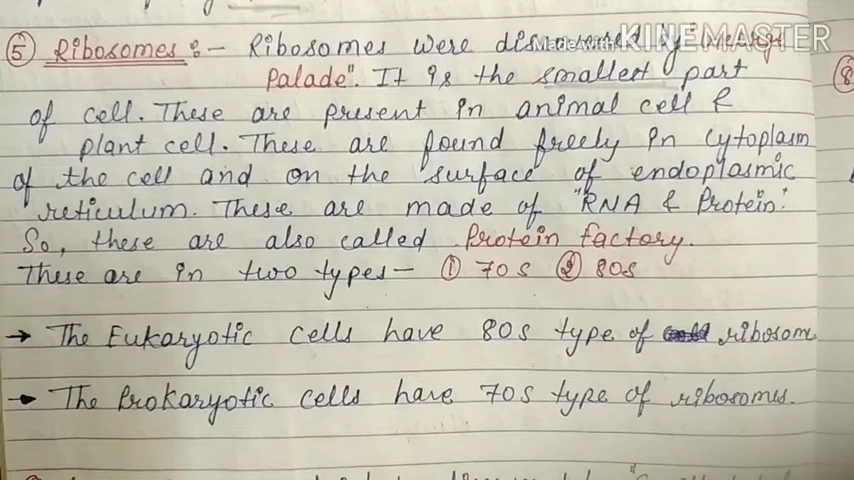 ⑤ Ribosomes :- Ribosomes were discovered by "George
Made with KINEMASTER
Palade". It is the smallest part
of cell. These are present in animal cell &
plant cell. These are found freely in cytoplasm
of the cell and on the surface of endoplasmic
reticulum. These are made of "RNA & Protein".
So, these are also called Protein factory.
These are in two types- ① 70s ② 80s
→ The Eukaryotic cells have 80s type of ribosom
→ The Prokaryotic cells have 70s type of ribosomes.
⑧